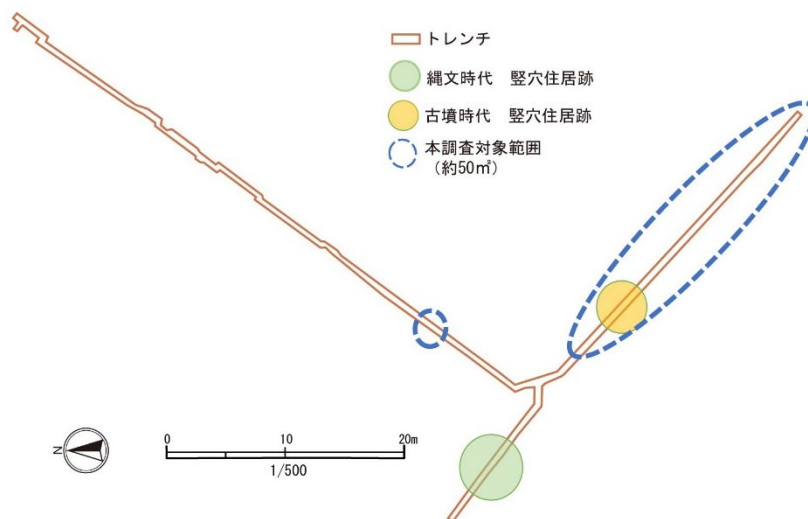 トレンチ
縄文時代　竪穴住居跡
古墳時代　竪穴住居跡
本調査対象範囲
（約50㎡）
N
0 10 20m
1/500